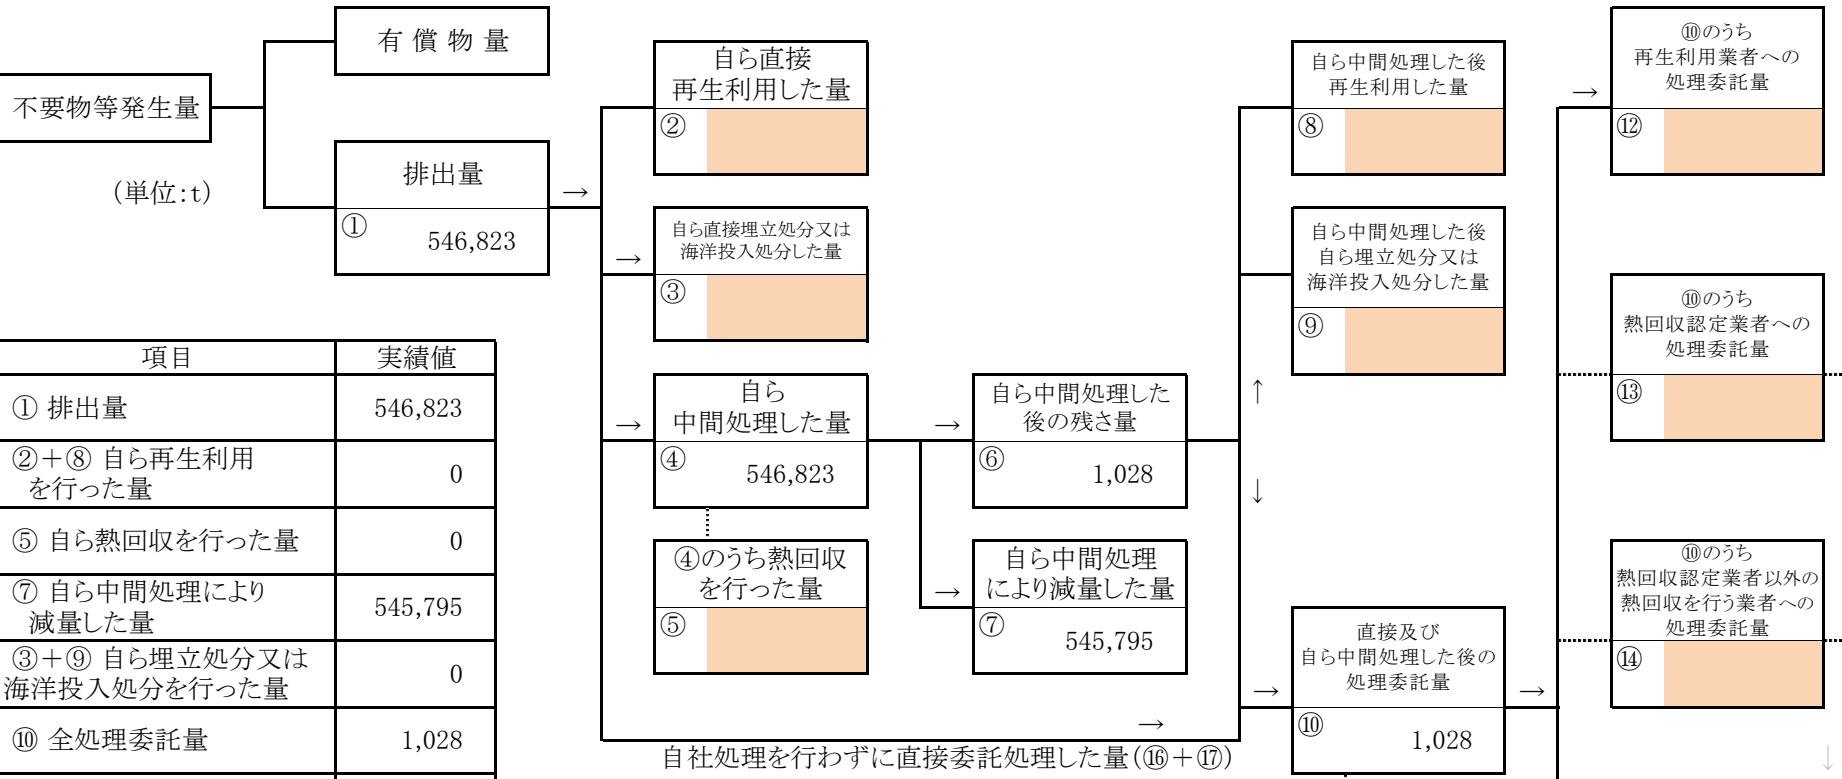 有償物量
不要物等発生量
(単位:t)
排出量
① 546,823
→
自ら直接
再生利用した量
②
→
自ら直接埋立処分又は
海洋投入処分した量
③
→
自ら
中間処理した量
④ 546,823
④のうち熱回収
を行った量
⑤
→
自ら中間処理した
後の残さ量
⑥ 1,028
→
自ら中間処理
により減量した量
⑦ 545,795
→
自社処理を行わずに直接委託処理した量(⑯+⑰)
↑
↓
自ら中間処理した後
再生利用した量
⑧
自ら中間処理した後
自ら埋立処分又は
海洋投入処分した量
⑨
→
直接及び
自ら中間処理した後の
処理委託量
⑩ 1,028
→
→
⑩のうち
再生利用業者への
処理委託量
⑫
⑩のうち
熱回収認定業者への
処理委託量
⑬
⑩のうち
熱回収認定業者以外の
熱回収を行う業者への
処理委託量
⑭
↓
項目 実績値
① 排出量 546,823
②+⑧ 自ら再生利用
を行った量 0
⑤ 自ら熱回収を行った量 0
⑦ 自ら中間処理により
減量した量 545,795
③+⑨ 自ら埋立処分又は
海洋投入処分を行った量 0
⑩ 全処理委託量 1,028